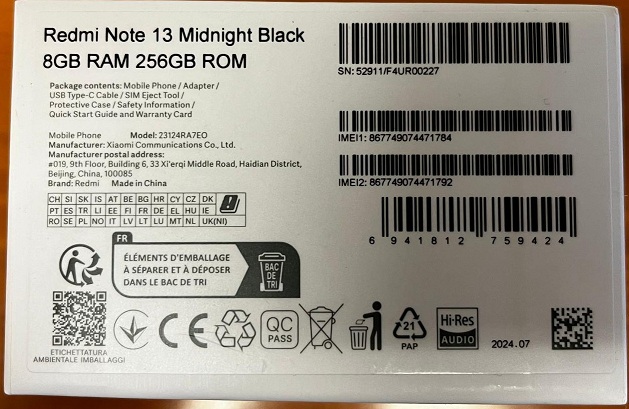 Redmi Note 13 Midnight Black
8GB RAM 256GB ROM
Package contents: Mobile Phone / Adapter /
USB Type-C Cable / SIM Eject Tool /
Protective Case / Safety Information /
Quick Start Guide and Warranty Card
Mobile Phone Model: 23124RA7EO
Manufacturer: Xiaomi Communications Co., Ltd.
Manufacturer postal address:
#019, 9th Floor, Building 6, 33 Xi'erqi Middle Road, Haidian District,
Beijing, China, 100085
Brand: Redmi Made in China
CH SI SK IS AT BE BG HR CY CZ DK
PT ES TR LI EE FI FR DE EL HU IE
RO SE PL NO IT LV LT LU MT NL UK(NI)
SN: 52911/F4UR00227
IMEI1: 867749074471784
IMEI2: 867749074471792
6 941812 759424
FR
ÉLÉMENTS D'EMBALLAGE
À SÉPARER ET À DÉPOSER
DANS LE BAC DE TRI
BAC
DE
TRI
ETICHETTATURA
AMBIENTALE IMBALLAGGI
CE
QC
PASS
21
PAP
Hi-Res
AUDIO
2024.07